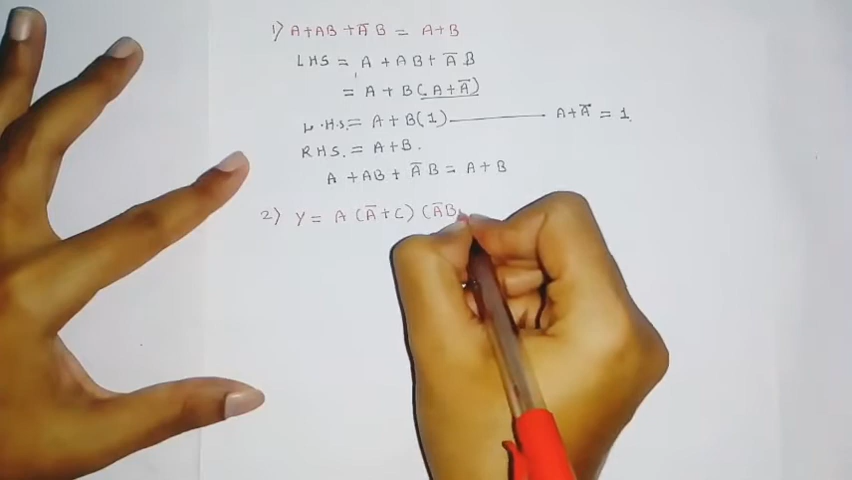 1) A+AB+A̅B = A+B
LHS = A + AB + A̅B
= A + B(A+A̅)
L.H.S. = A+B(1) ——— A+A̅ = 1.
RHS. = A+B.
A +AB+ A̅B = A+B
2) Y = A (A̅+C) (A̅B